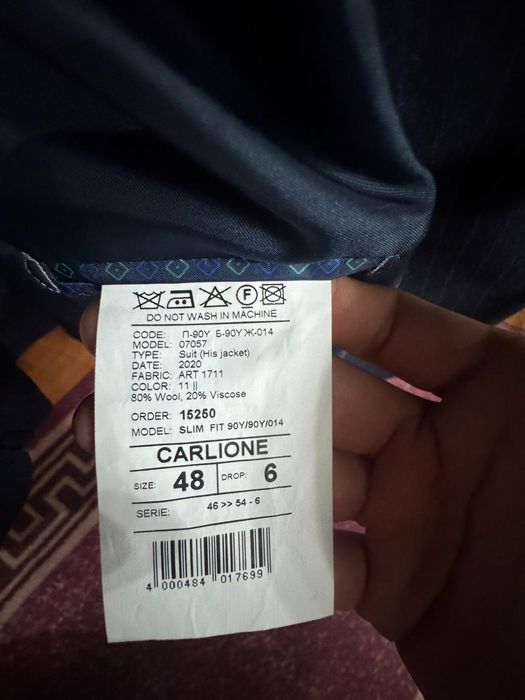 F
DO NOT WASH IN MACHINE
CODE: П-90У Б-90У Ж-014
MODEL: 07057
TYPE: Suit (His jacket)
DATE: 2020
FABRIC: ART 1711
COLOR: 11 ||
80% Wool, 20% Viscose
ORDER: 15250
MODEL: SLIM FIT 90Y/90Y/014
CARLIONE
SIZE: 48 DROP: 6
SERIE: 46 >> 54 - 6
4 000484 017699